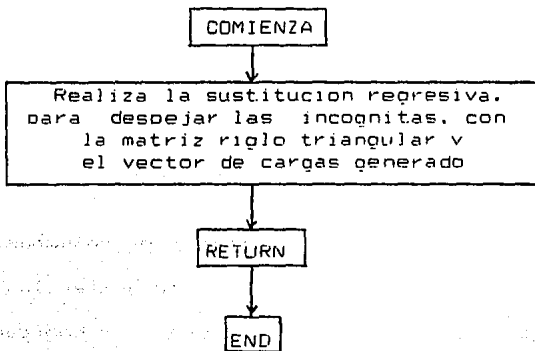 COMIENZA
Realiza la sustitucion regresiva.
para despejar las incognitas. con
la matriz riglo triangular y
el vector de cargas generado
RETURN
END